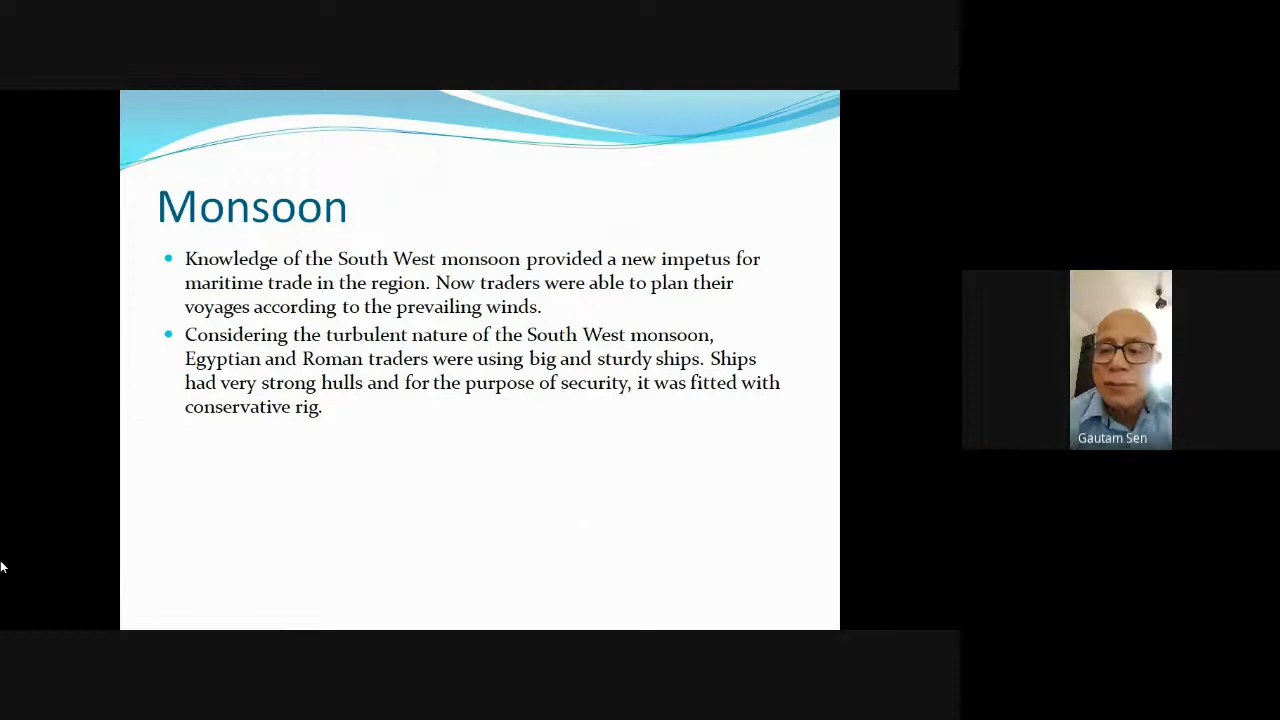 Monsoon
Knowledge of the South West monsoon provided a new impetus for
maritime trade in the region. Now traders were able to plan their
voyages according to the prevailing winds.
Considering the turbulent nature of the South West monsoon,
Egyptian and Roman traders were using big and sturdy ships. Ships
had very strong hulls and for the purpose of security, it was fitted with
conservative rig.
Gautam Sen